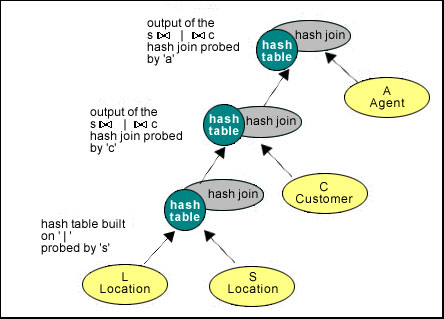 output of the
s ⋈ | ⋈ c
hash join probed
by 'a'
hash join
hash
table
A
Agent
output of the
s ⋈ | ⋈ c
hash join probed
by 'c'
hash join
hash
table
C
Customer
hash join
hash
table
hash table built
on ' | '
probed by 's'
L
Location
S
Location